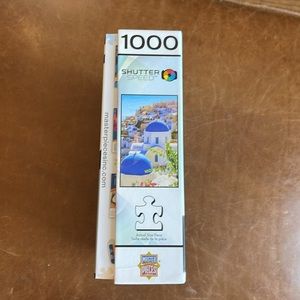 1000
SHUTTER
SPEED
Actual Size Piece
Taille réelle de la pièce
MASTER
PIECES
masterpiecesinc.com